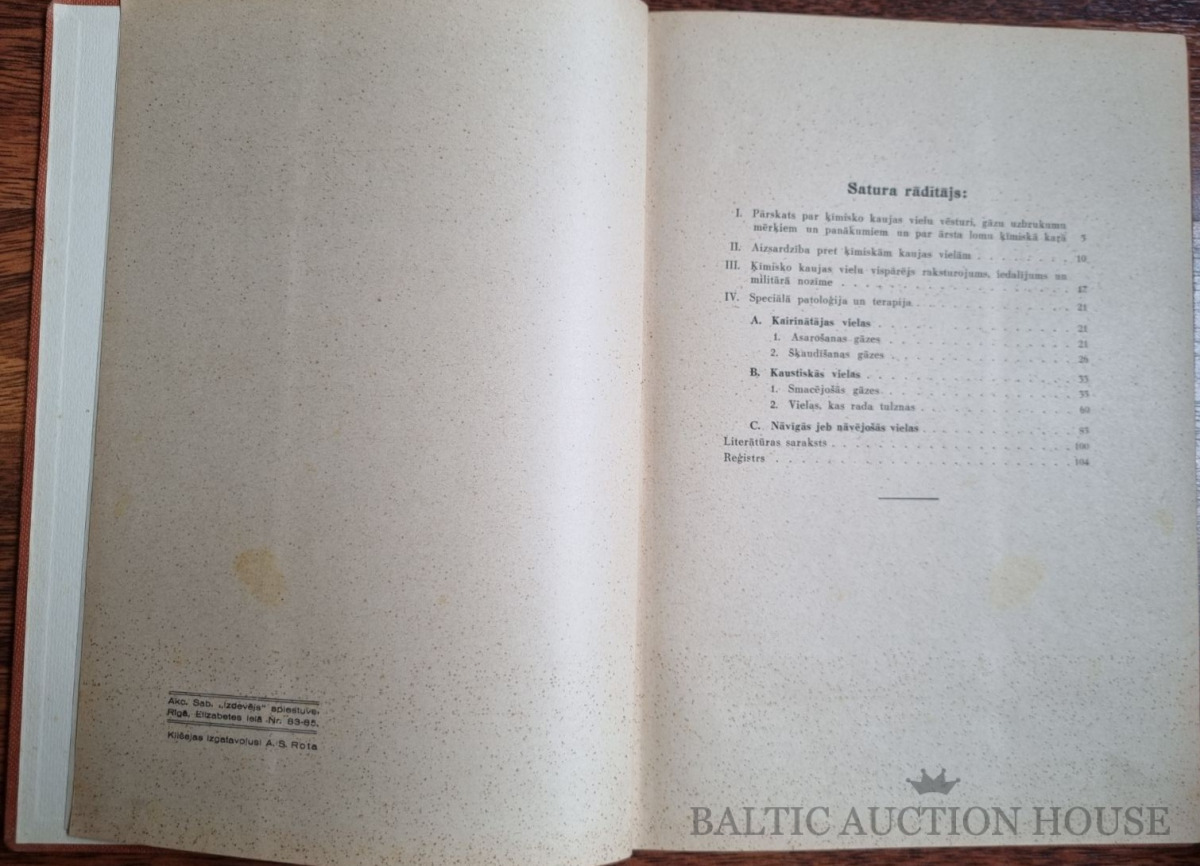 Akc. Sab. „Izdevējs" spiestuve,
Rīgā, Elizabetes ielā Nr. 83-85.
Klišejas izgatavojusi A. S. Rota
Satura rādītājs:
I. Pārskats par ķīmisko kaujas vielu vēsturi, gāzu uzbrukumu
mērķiem un panākumiem un par ārsta lomu ķīmiskā karā 5
II. Aizsardzība pret ķīmiskām kaujas vielām . . . . . . . . 10
III. Ķīmisko kaujas vielu vispārējs raksturojums, iedalījums un
militārā nozīme . . . . . . . . . . . . . . . . . 17
IV. Speciālā patoloģija un terapija . . . . . . . . . . . . 21
A. Kairinātājas vielas . . . . . . . . . . . . . . . 21
1. Asarošanas gāzes . . . . . . . . . . . . . . 21
2. Šķaudīšanas gāzes . . . . . . . . . . . . . . 26
B. Kaustiskās vielas . . . . . . . . . . . . . . . . 35
1. Smacējošās gāzes . . . . . . . . . . . . . . 35
2. Vielas, kas rada tulznas . . . . . . . . . . . . 60
C. Nāvīgās jeb nāvējošās vielas . . . . . . . . . . . 93
Literātūras saraksts . . . . . . . . . . . . . . . . . 100
Reģistrs . . . . . . . . . . . . . . . . . . . . . 104
BALTIC AUCTION HOUSE